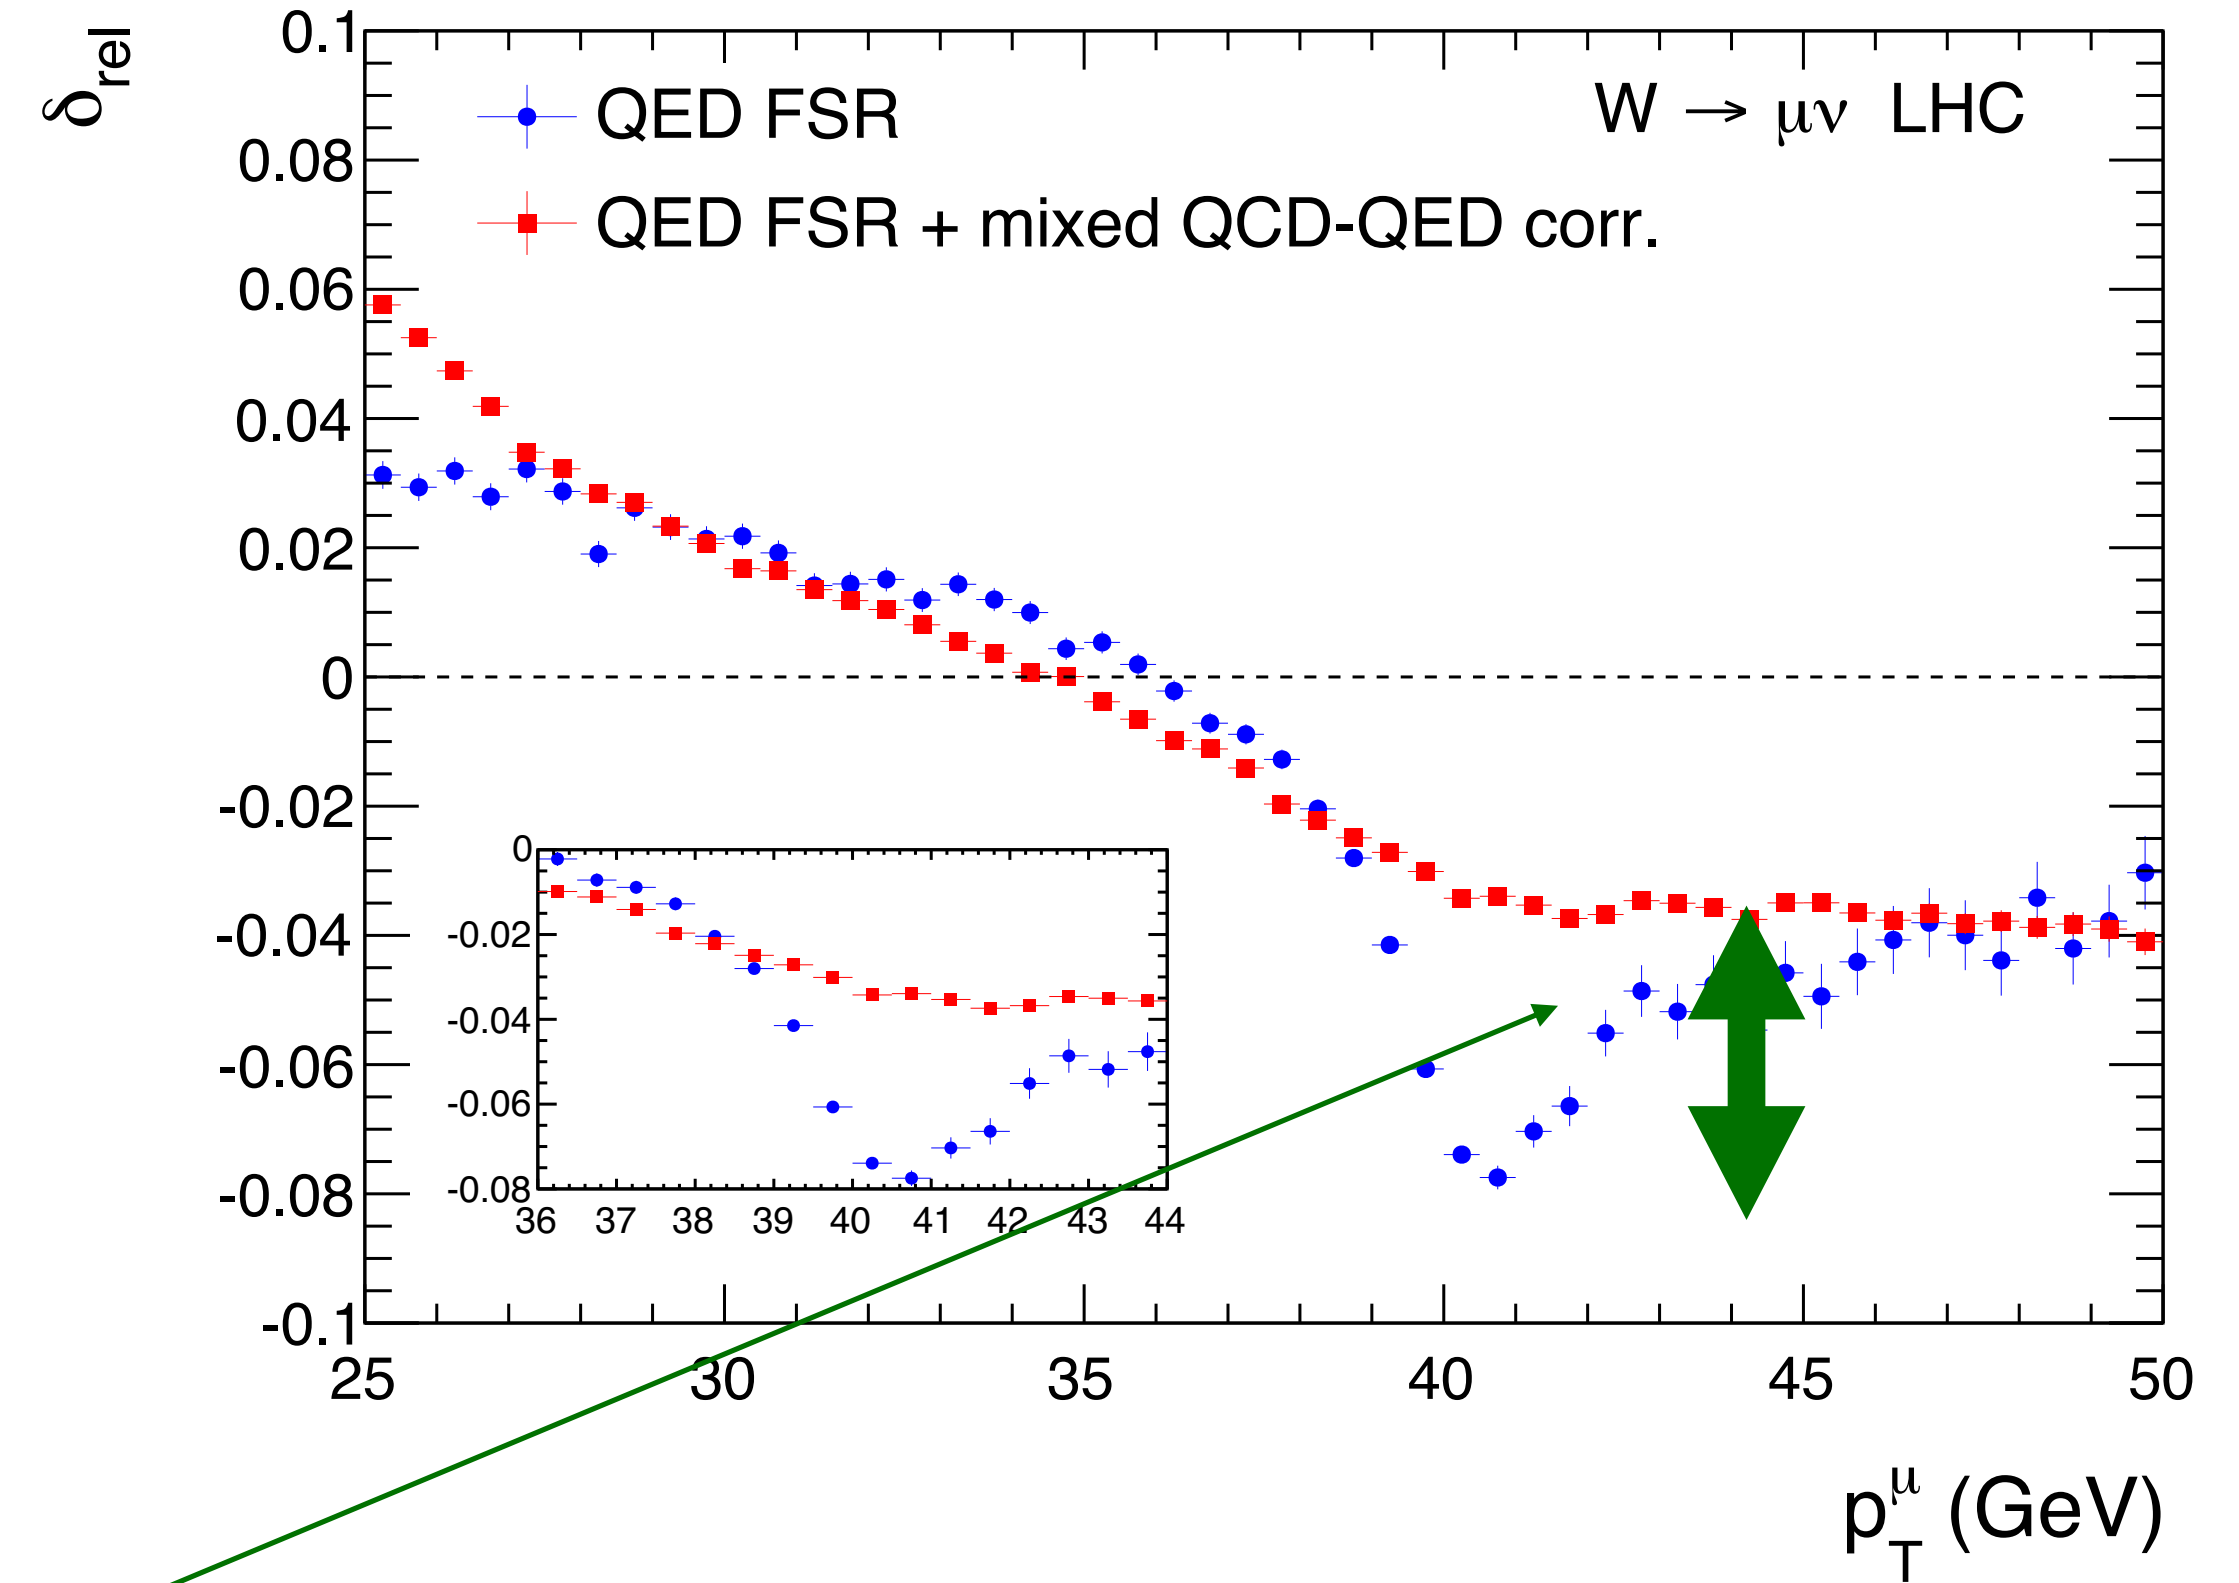 δrel
0.1
0.08
0.06
0.04
0.02
0
-0.02
-0.04
-0.06
-0.08
-0.1
QED FSR
QED FSR + mixed QCD-QED corr.
W → μν LHC
0
-0.02
-0.04
-0.06
-0.08
36 37 38 39 40 41 42 43 44
25 30 35 40 45 50
p_T^μ (GeV)